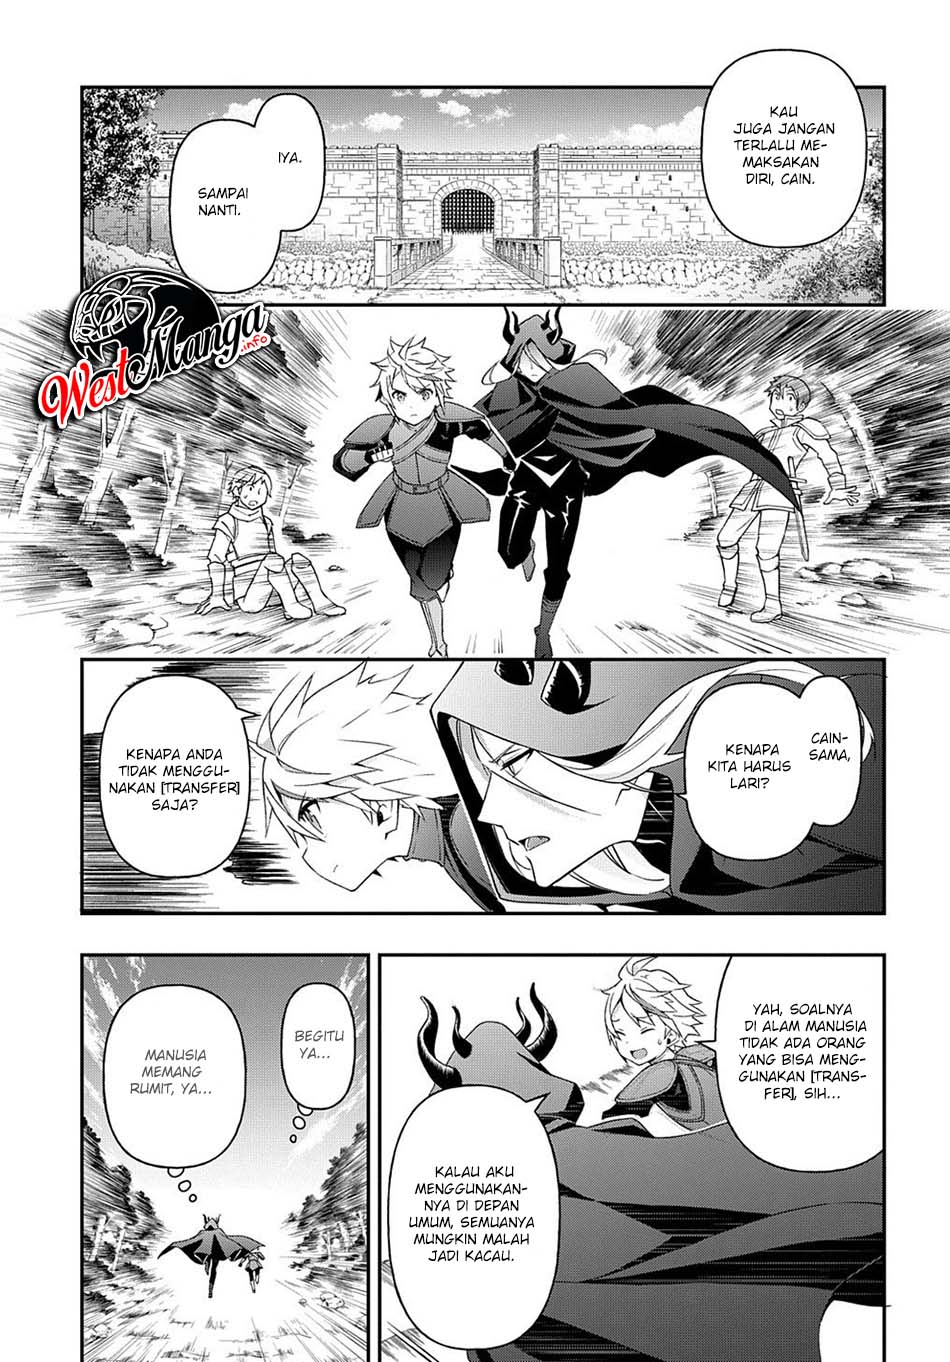 KAU
JUGA JANGAN
TERLALU ME-
MAKSAKAN
DIRI, CAIN.
IYA.
SAMPAI
NANTI.
WestManga
.info
CAIN-
SAMA,
KENAPA
KITA HARUS
LARI?
KENAPA ANDA
TIDAK MENGGU-
NAKAN [TRANSFER]
SAJA?
YAH, SOALNYA
DI ALAM MANUSIA
TIDAK ADA ORANG
YANG BISA MENG-
GUNAKAN [TRANS-
FER], SIH...
KALAU AKU
MENGGUNAKAN-
NYA DI DEPAN
UMUM, SEMUANYA
MUNGKIN MALAH
JADI KACAU.
BEGITU
YA...
MANUSIA
MEMANG
RUMIT, YA...